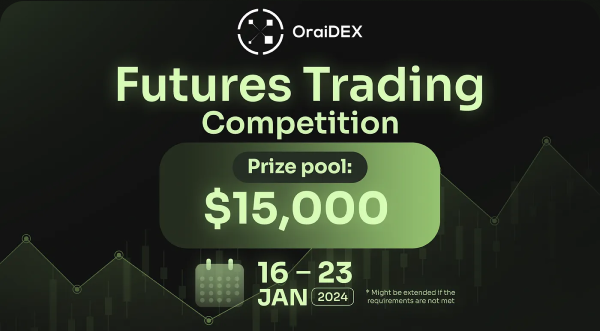 OraiDEX
Futures Trading
Competition
Prize pool:
$15,000
16 – 23
JAN 2024
* Might be extended if the
requirements are not met